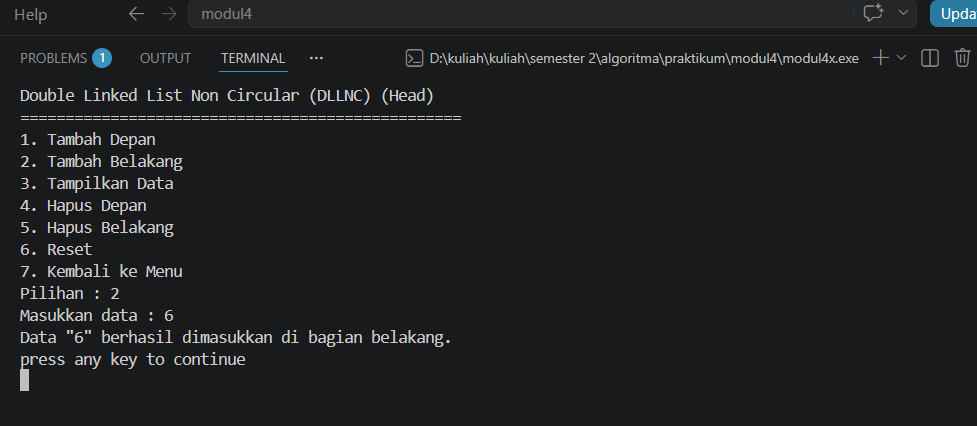 Help
modul4
Upda
PROBLEMS 1 OUTPUT TERMINAL ... D:\kuliah\kuliah\semester 2\algoritma\praktikum\modul4\modul4x.exe
Double Linked List Non Circular (DLLNC) (Head)
=================================================
1. Tambah Depan
2. Tambah Belakang
3. Tampilkan Data
4. Hapus Depan
5. Hapus Belakang
6. Reset
7. Kembali ke Menu
Pilihan : 2
Masukkan data : 6
Data "6" berhasil dimasukkan di bagian belakang.
press any key to continue